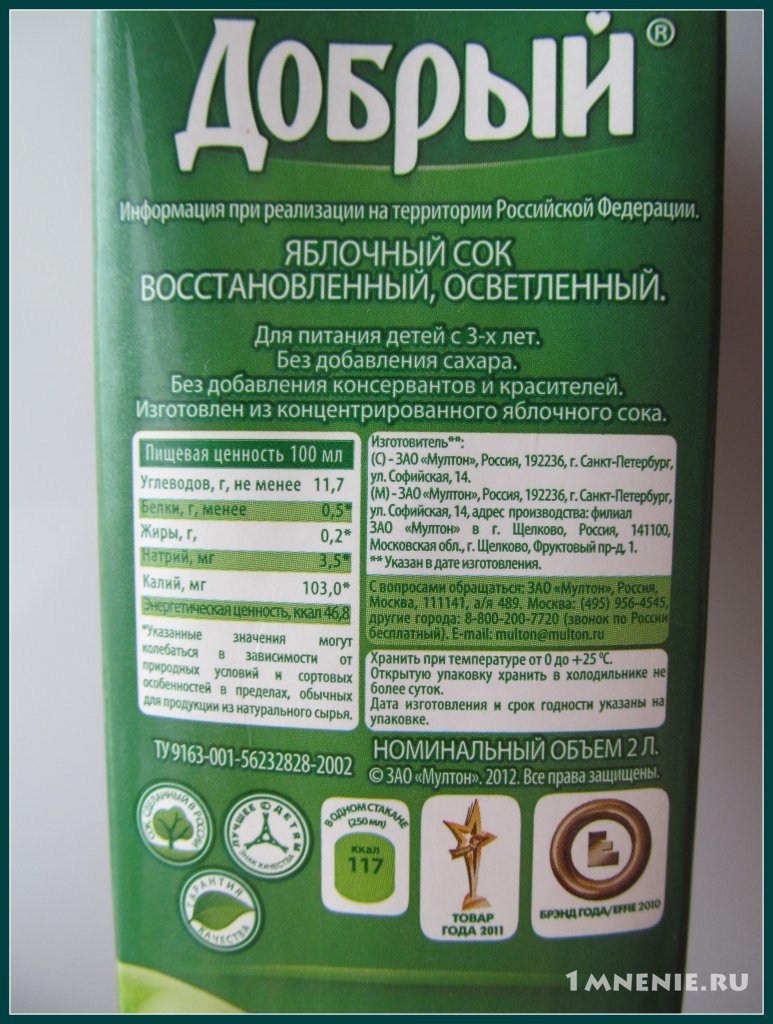 Добрый®
Информация при реализации на территории Российской Федерации.
ЯБЛОЧНЫЙ СОК
ВОССТАНОВЛЕННЫЙ, ОСВЕТЛЕННЫЙ.
Для питания детей с 3-х лет.
Без добавления сахара.
Без добавления консервантов и красителей.
Изготовлен из концентрированного яблочного сока.
Пищевая ценность 100 мл
Углеводов, г, не менее 11,7
Белки, г, менее 0,5*
Жиры, г, 0,2*
Натрий, мг 3,5*
Калий, мг 103,0*
Энергетическая ценность, ккал 46,8
*Указанные значения могут
колебаться в зависимости от
природных условий и сортовых
особенностей в пределах, обычных
для продукции из натурального сырья.
Изготовитель**:
(С) - ЗАО «Мултон», Россия, 192236, г. Санкт-Петербург,
ул. Софийская, 14.
(М) - ЗАО «Мултон», Россия, 192236, г. Санкт-Петербург,
ул. Софийская, 14, адрес производства: филиал
ЗАО «Мултон» в г. Щелково, Россия, 141100,
Московская обл., г. Щелково, Фруктовый пр-д, 1.
** Указан в дате изготовления.
С вопросами обращаться: ЗАО «Мултон», Россия,
Москва, 111141, а/я 489. Москва: (495) 956-4545,
другие города: 8-800-200-7720 (звонок по России
бесплатный). E-mail: multon@multon.ru
Хранить при температуре от 0 до +25 °С.
Открытую упаковку хранить в холодильнике не
более суток.
Дата изготовления и срок годности указаны на
упаковке.
ТУ 9163-001-56232828-2002
НОМИНАЛЬНЫЙ ОБЪЕМ 2 Л.
© ЗАО «Мултон». 2012. Все права защищены.
СОК СДЕЛАННЫЙ В РОССИИ
ЛУЧШЕЕ ДЕТЯМ
ЗНАК КАЧЕСТВА
ГАРАНТИЯ
КАЧЕСТВА
В ОДНОМ СТАКАНЕ
(250 мл)
ккал
117
ТОВАР
ГОДА 2011
БРЭНД ГОДА/EFFIE 2010
1MNENIE.RU